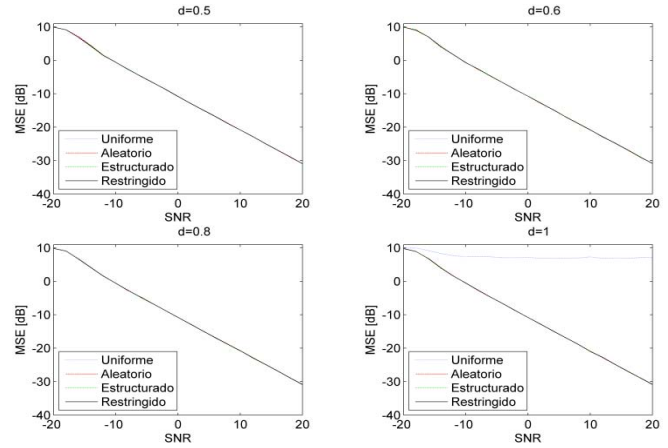 d=0.5
10
0
-10
-20
-30
-40
MSE [dB]
Uniforme
Aleatorio
Estructurado
Restringido
-20
-10
0
10
20
SNR
d=0.6
10
0
-10
-20
-30
-40
MSE [dB]
Uniforme
Aleatorio
Estructurado
Restringido
-20
-10
0
10
20
SNR
d=0.8
10
0
-10
-20
-30
-40
MSE [dB]
Uniforme
Aleatorio
Estructurado
Restringido
-20
-10
0
10
20
SNR
d=1
10
0
-10
-20
-30
-40
MSE [dB]
Uniforme
Aleatorio
Estructurado
Restringido
-20
-10
0
10
20
SNR